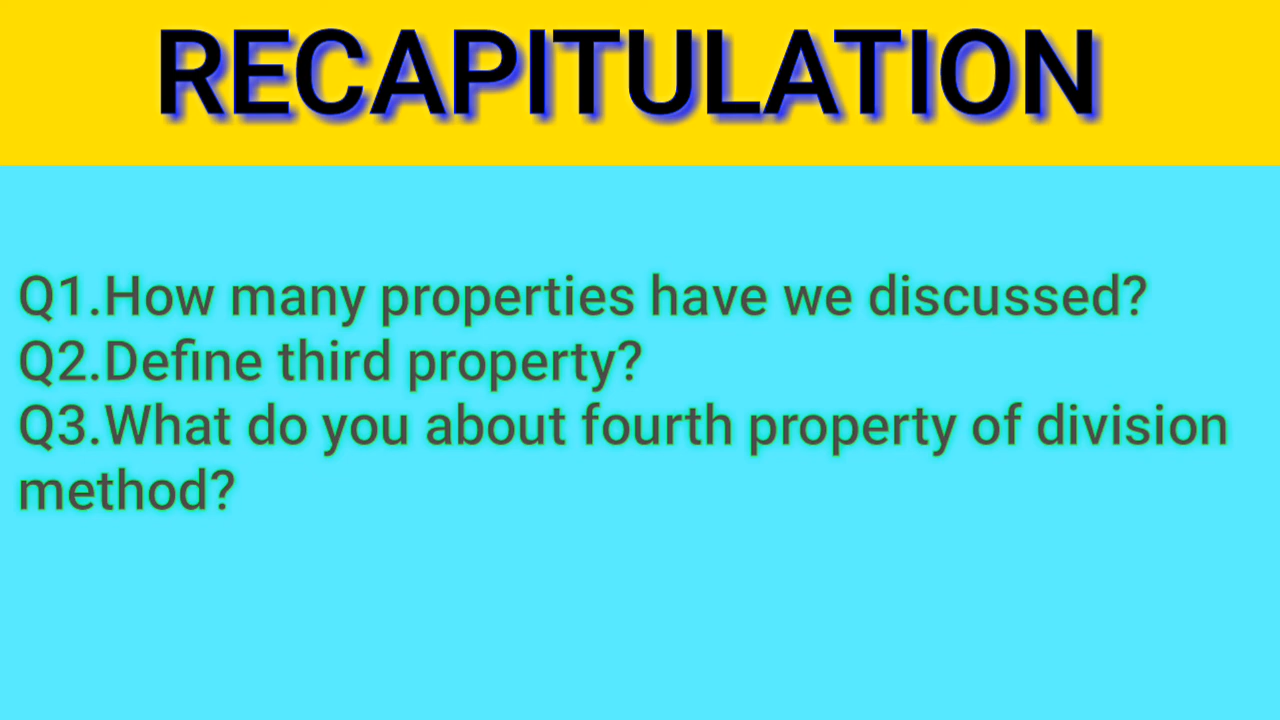 RECAPITULATION
Q1.How many properties have we discussed?
Q2.Define third property?
Q3.What do you about fourth property of division
method?